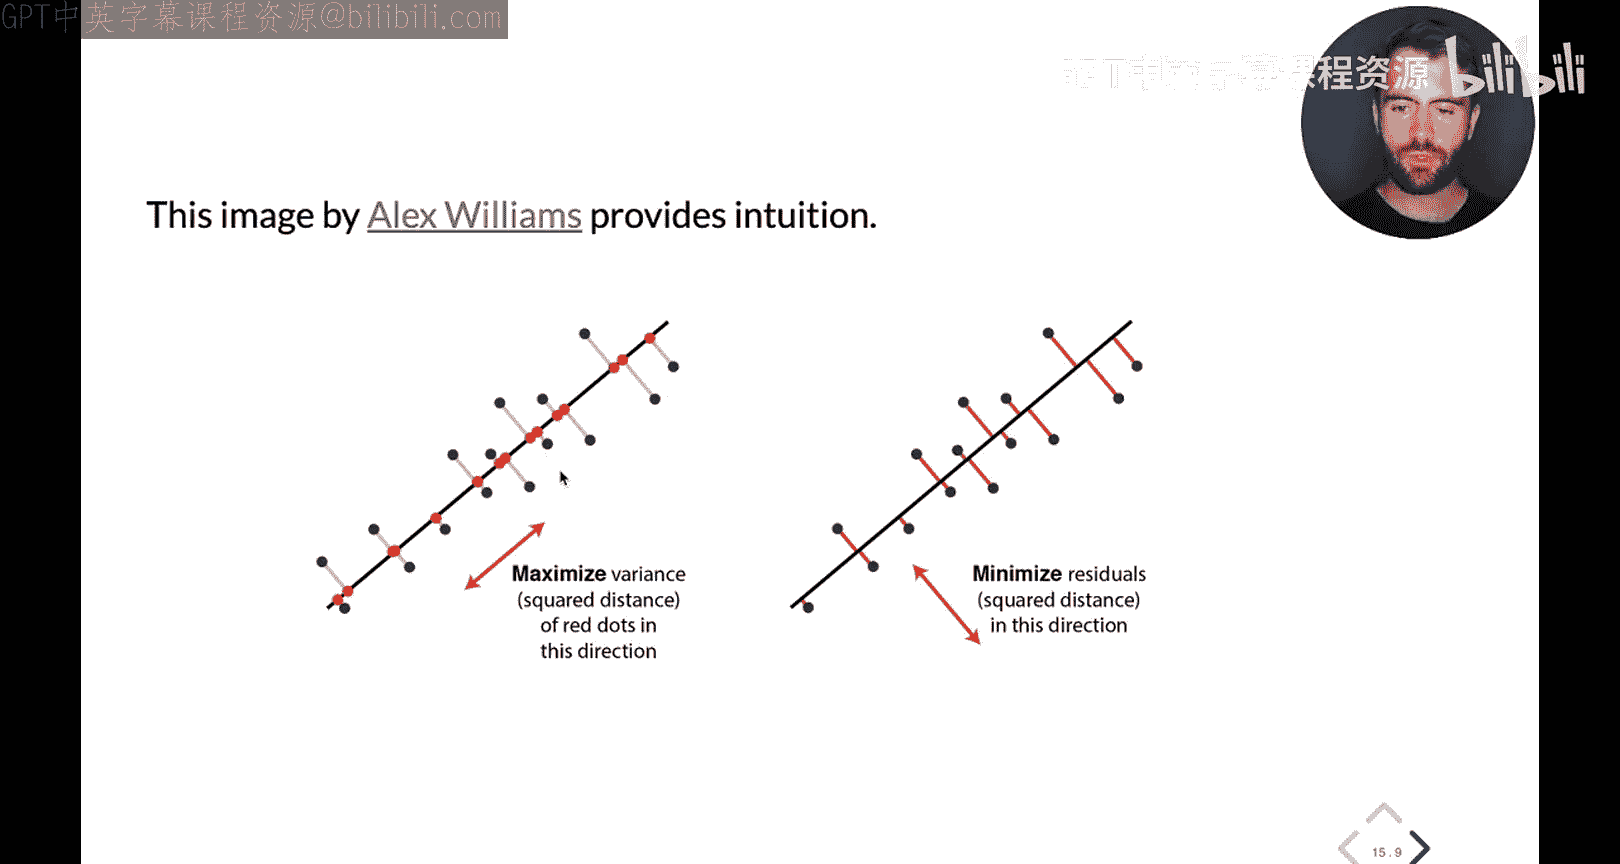 GPT中英字幕课程资源@bilibili.com
课程资源 bilibili
This image by Alex Williams provides intuition.
Maximize variance
(squared distance)
of red dots in
this direction
Minimize residuals
(squared distance)
in this direction
15.9